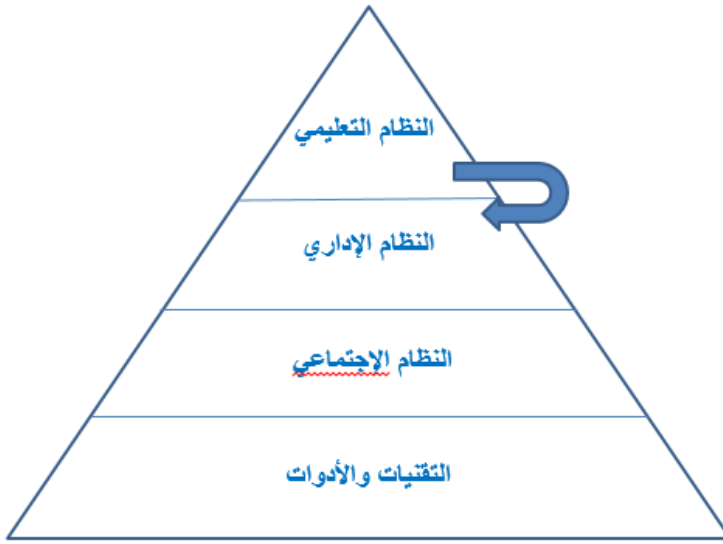 النظام التعليمي
النظام الإداري
النظام الإجتماعي
التقنيات والأدوات